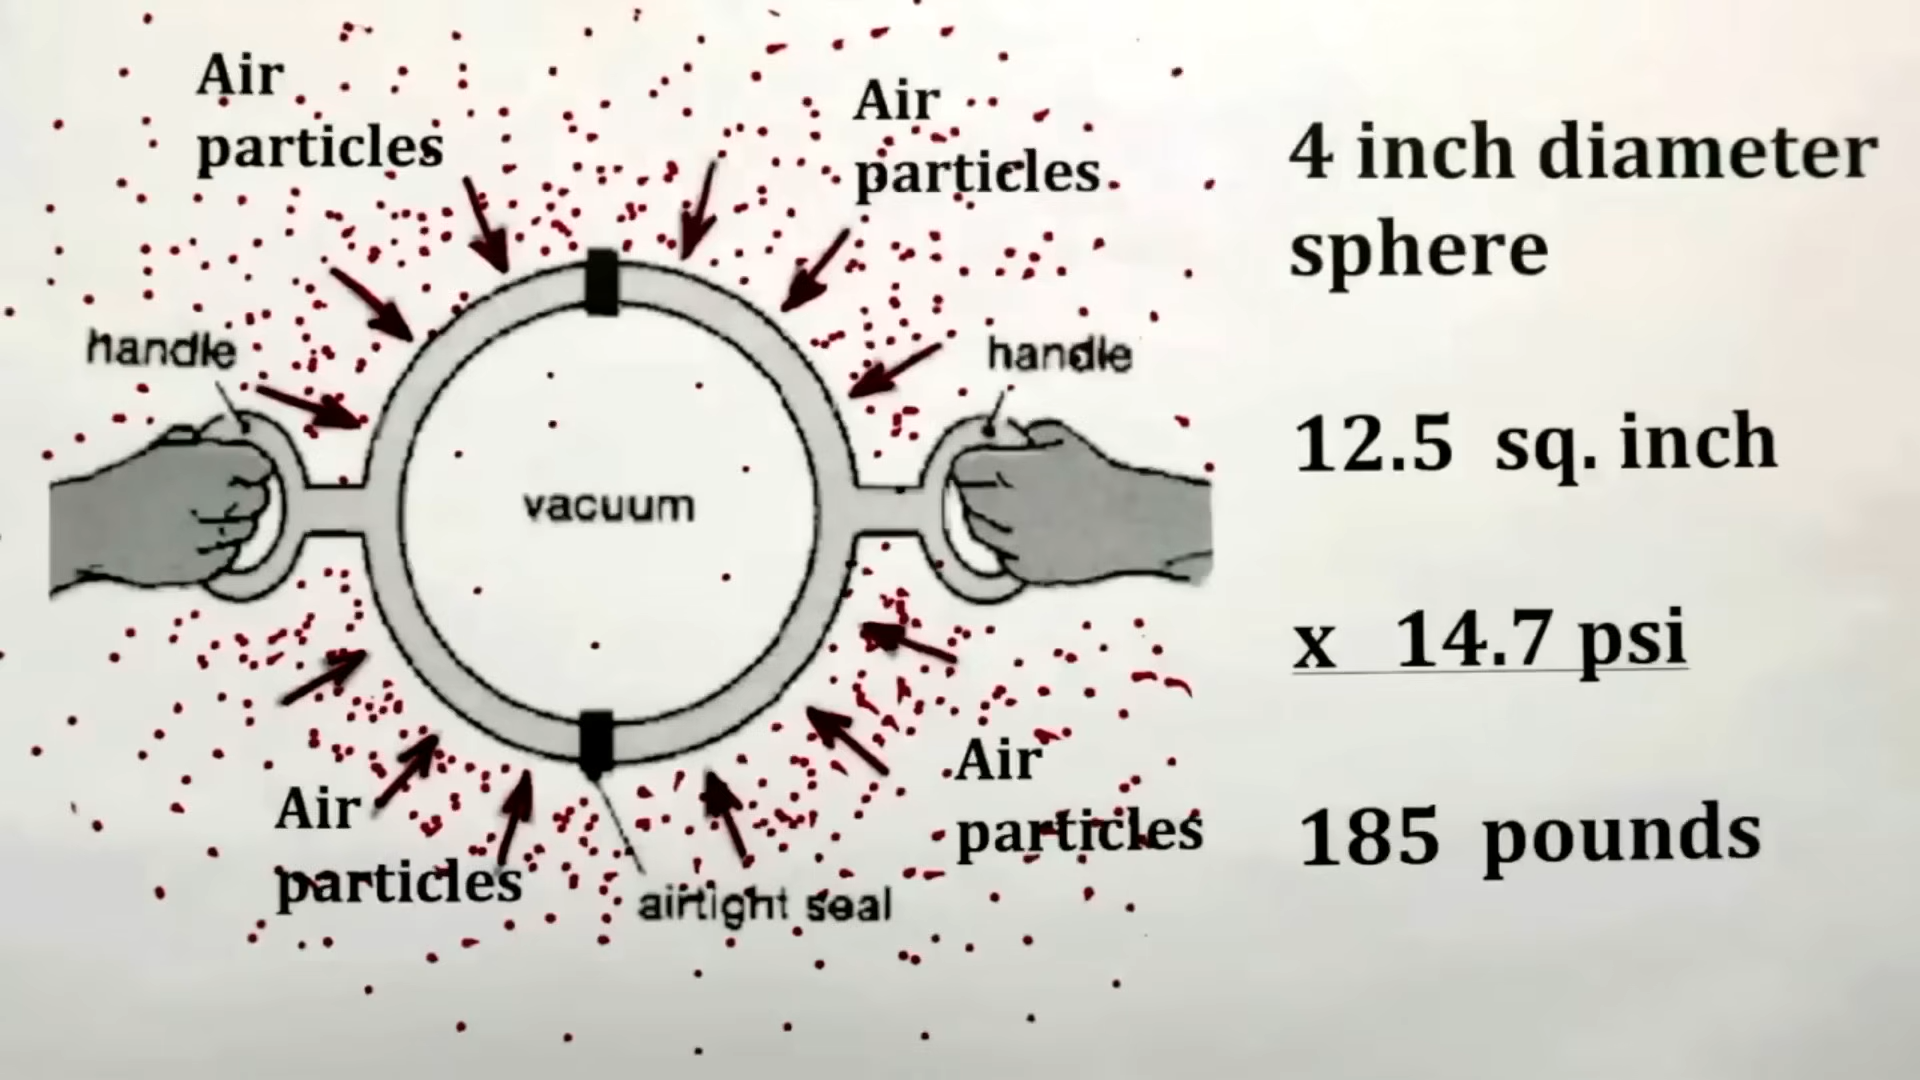 Air
particles
Air
particles
handle
handle
vacuum
Air
particles
Air
particles
airtight seal
4 inch diameter
sphere
12.5 sq. inch
x 14.7 psi
185 pounds